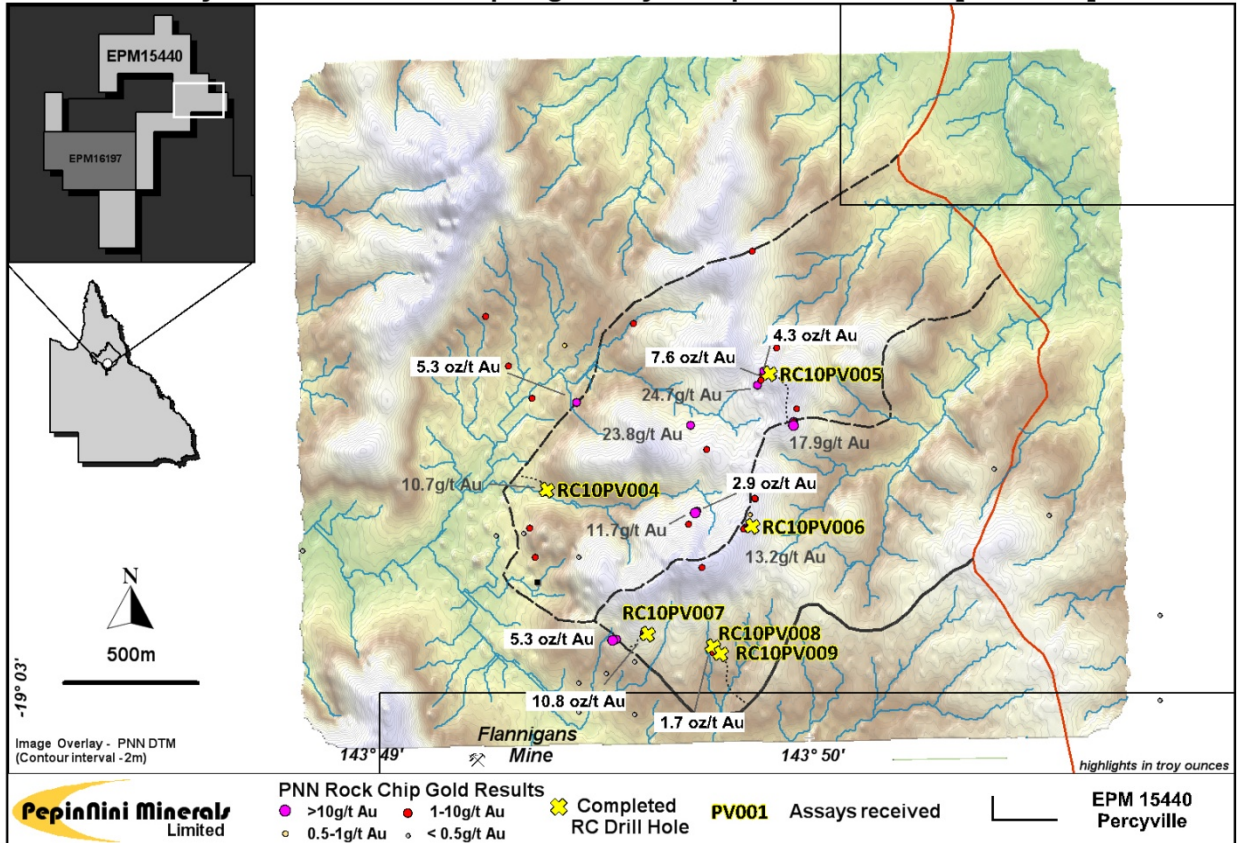 EPM15440
EPM16197
4.3 oz/t Au
7.6 oz/t Au
5.3 oz/t Au
RC10PV005
24.7g/t Au
23.8g/t Au
17.9g/t Au
2.9 oz/t Au
10.7g/t Au
RC10PV004
11.7g/t Au
RC10PV006
13.2g/t Au
N
500m
RC10PV007
5.3 oz/t Au
RC10PV008
RC10PV009
10.8 oz/t Au
1.7 oz/t Au
-19° 03'
Image Overlay - PNN DTM
(Contour interval -2m)
Flannigans
Mine
143° 49'
143° 50'
highlights in troy ounces
PepinNini Minerals
Limited
PNN Rock Chip Gold Results
>10g/t Au
1-10g/t Au
0.5-1g/t Au
< 0.5g/t Au
Completed
RC Drill Hole
PV001
Assays received
EPM 15440
Percyville